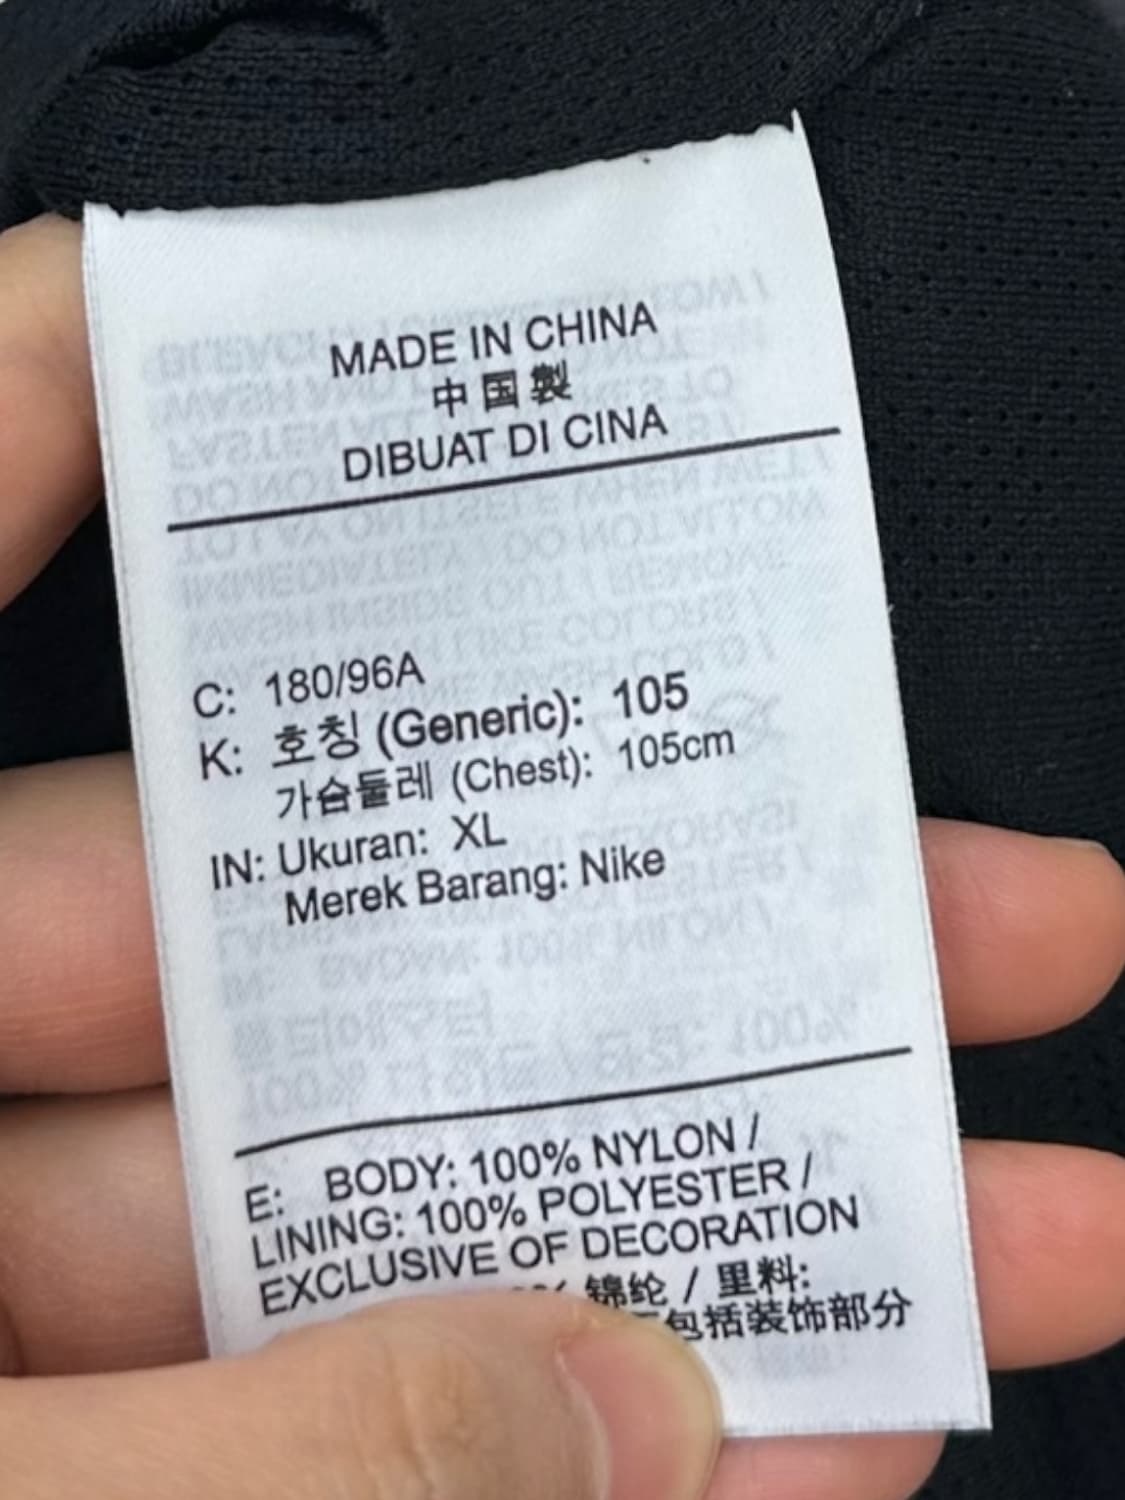 MADE IN CHINA
中国製
DIBUAT DI CINA
C: 180/96A
K: 호칭 (Generic): 105
가슴둘레 (Chest): 105cm
IN: Ukuran: XL
Merek Barang: Nike
E: BODY: 100% NYLON /
LINING: 100% POLYESTER /
EXCLUSIVE OF DECORATION
% 锦纶 / 里料:
包括装饰部分